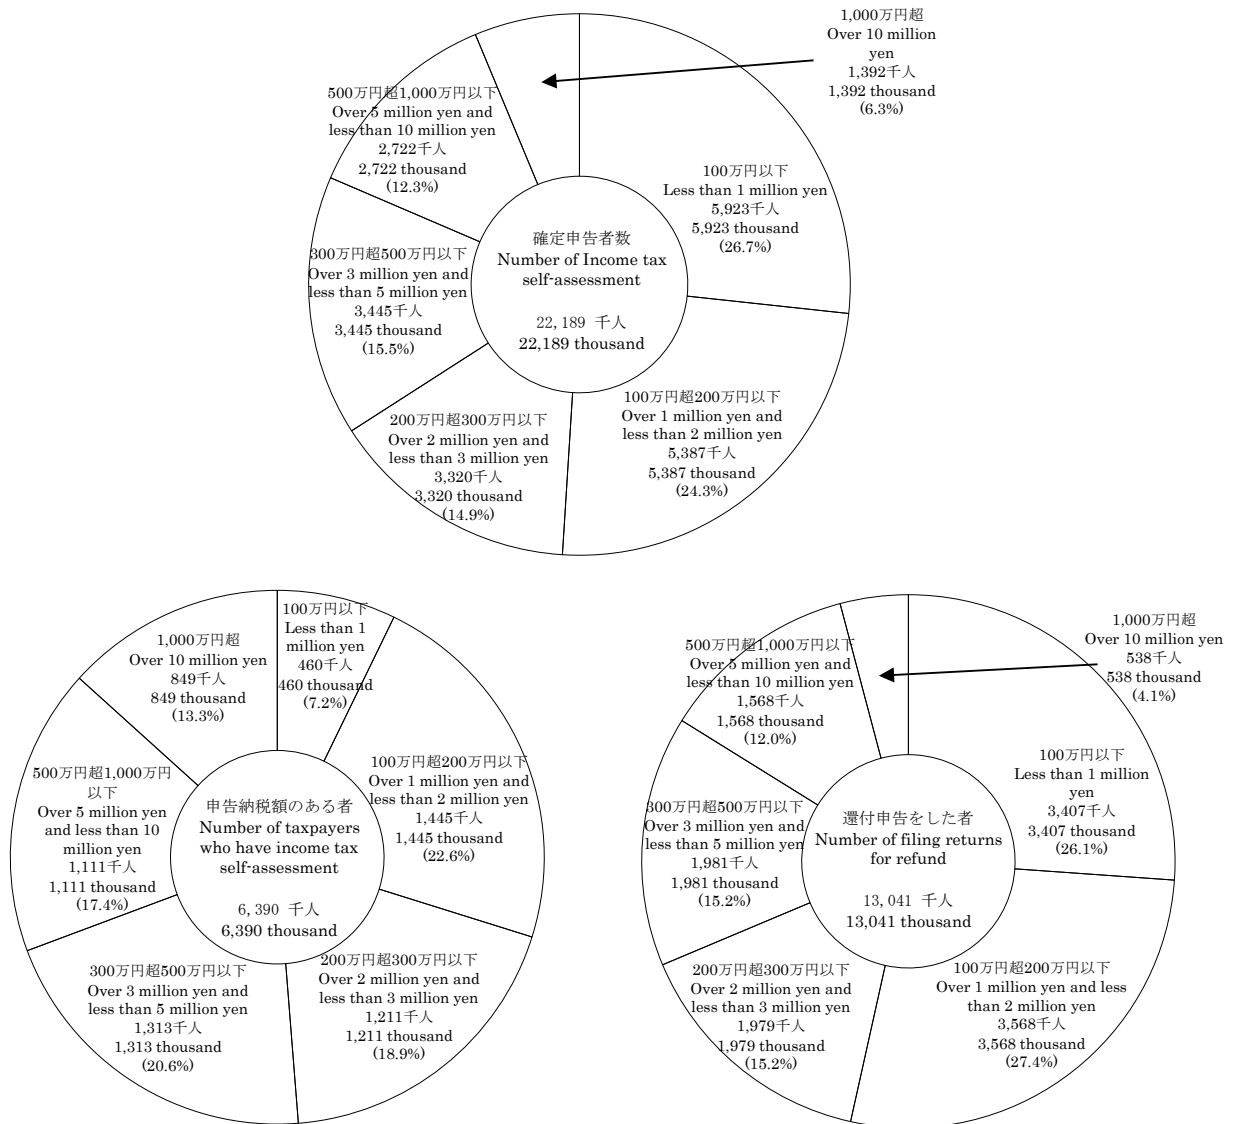 1,000万円超
Over 10 million
yen
1,392千人
1,392 thousand
(6.3%)
500万円超1,000万円以下
Over 5 million yen and
less than 10 million yen
2,722千人
2,722 thousand
(12.3%)
100万円以下
Less than 1 million yen
5,923千人
5,923 thousand
(26.7%)
確定申告者数
Number of Income tax
self-assessment
22,189 千人
22,189 thousand
300万円超500万円以下
Over 3 million yen and
less than 5 million yen
3,445千人
3,445 thousand
(15.5%)
200万円超300万円以下
Over 2 million yen and
less than 3 million yen
3,320千人
3,320 thousand
(14.9%)
100万円超200万円以下
Over 1 million yen and
less than 2 million yen
5,387千人
5,387 thousand
(24.3%)
1,000万円超
Over 10 million yen
849千人
849 thousand
(13.3%)
100万円以下
Less than 1
million yen
460千人
460 thousand
(7.2%)
100万円超200万円以下
Over 1 million yen and
less than 2 million yen
1,445千人
1,445 thousand
(22.6%)
500万円超1,000万円
以下
Over 5 million yen
and less than 10
million yen
1,111千人
1,111 thousand
(17.4%)
申告納税額のある者
Number of taxpayers
who have income tax
self-assessment
6,390 千人
6,390 thousand
300万円超500万円以下
Over 3 million yen and
less than 5 million yen
1,313千人
1,313 thousand
(20.6%)
200万円超300万円以下
Over 2 million yen and
less than 3 million yen
1,211千人
1,211 thousand
(18.9%)
500万円超1,000万円以下
Over 5 million yen and
less than 10 million yen
1,568千人
1,568 thousand
(12.0%)
1,000万円超
Over 10 million yen
538千人
538 thousand
(4.1%)
100万円以下
Less than 1 million
yen
3,407千人
3,407 thousand
(26.1%)
300万円超500万円以下
Over 3 million yen and
less than 5 million yen
1,981千人
1,981 thousand
(15.2%)
還付申告をした者
Number of filing returns
for refund
13,041 千人
13,041 thousand
200万円超300万円以下
Over 2 million yen and
less than 3 million yen
1,979千人
1,979 thousand
(15.2%)
100万円超200万円以下
Over 1 million yen and less
than 2 million yen
3,568千人
3,568 thousand
(27.4%)